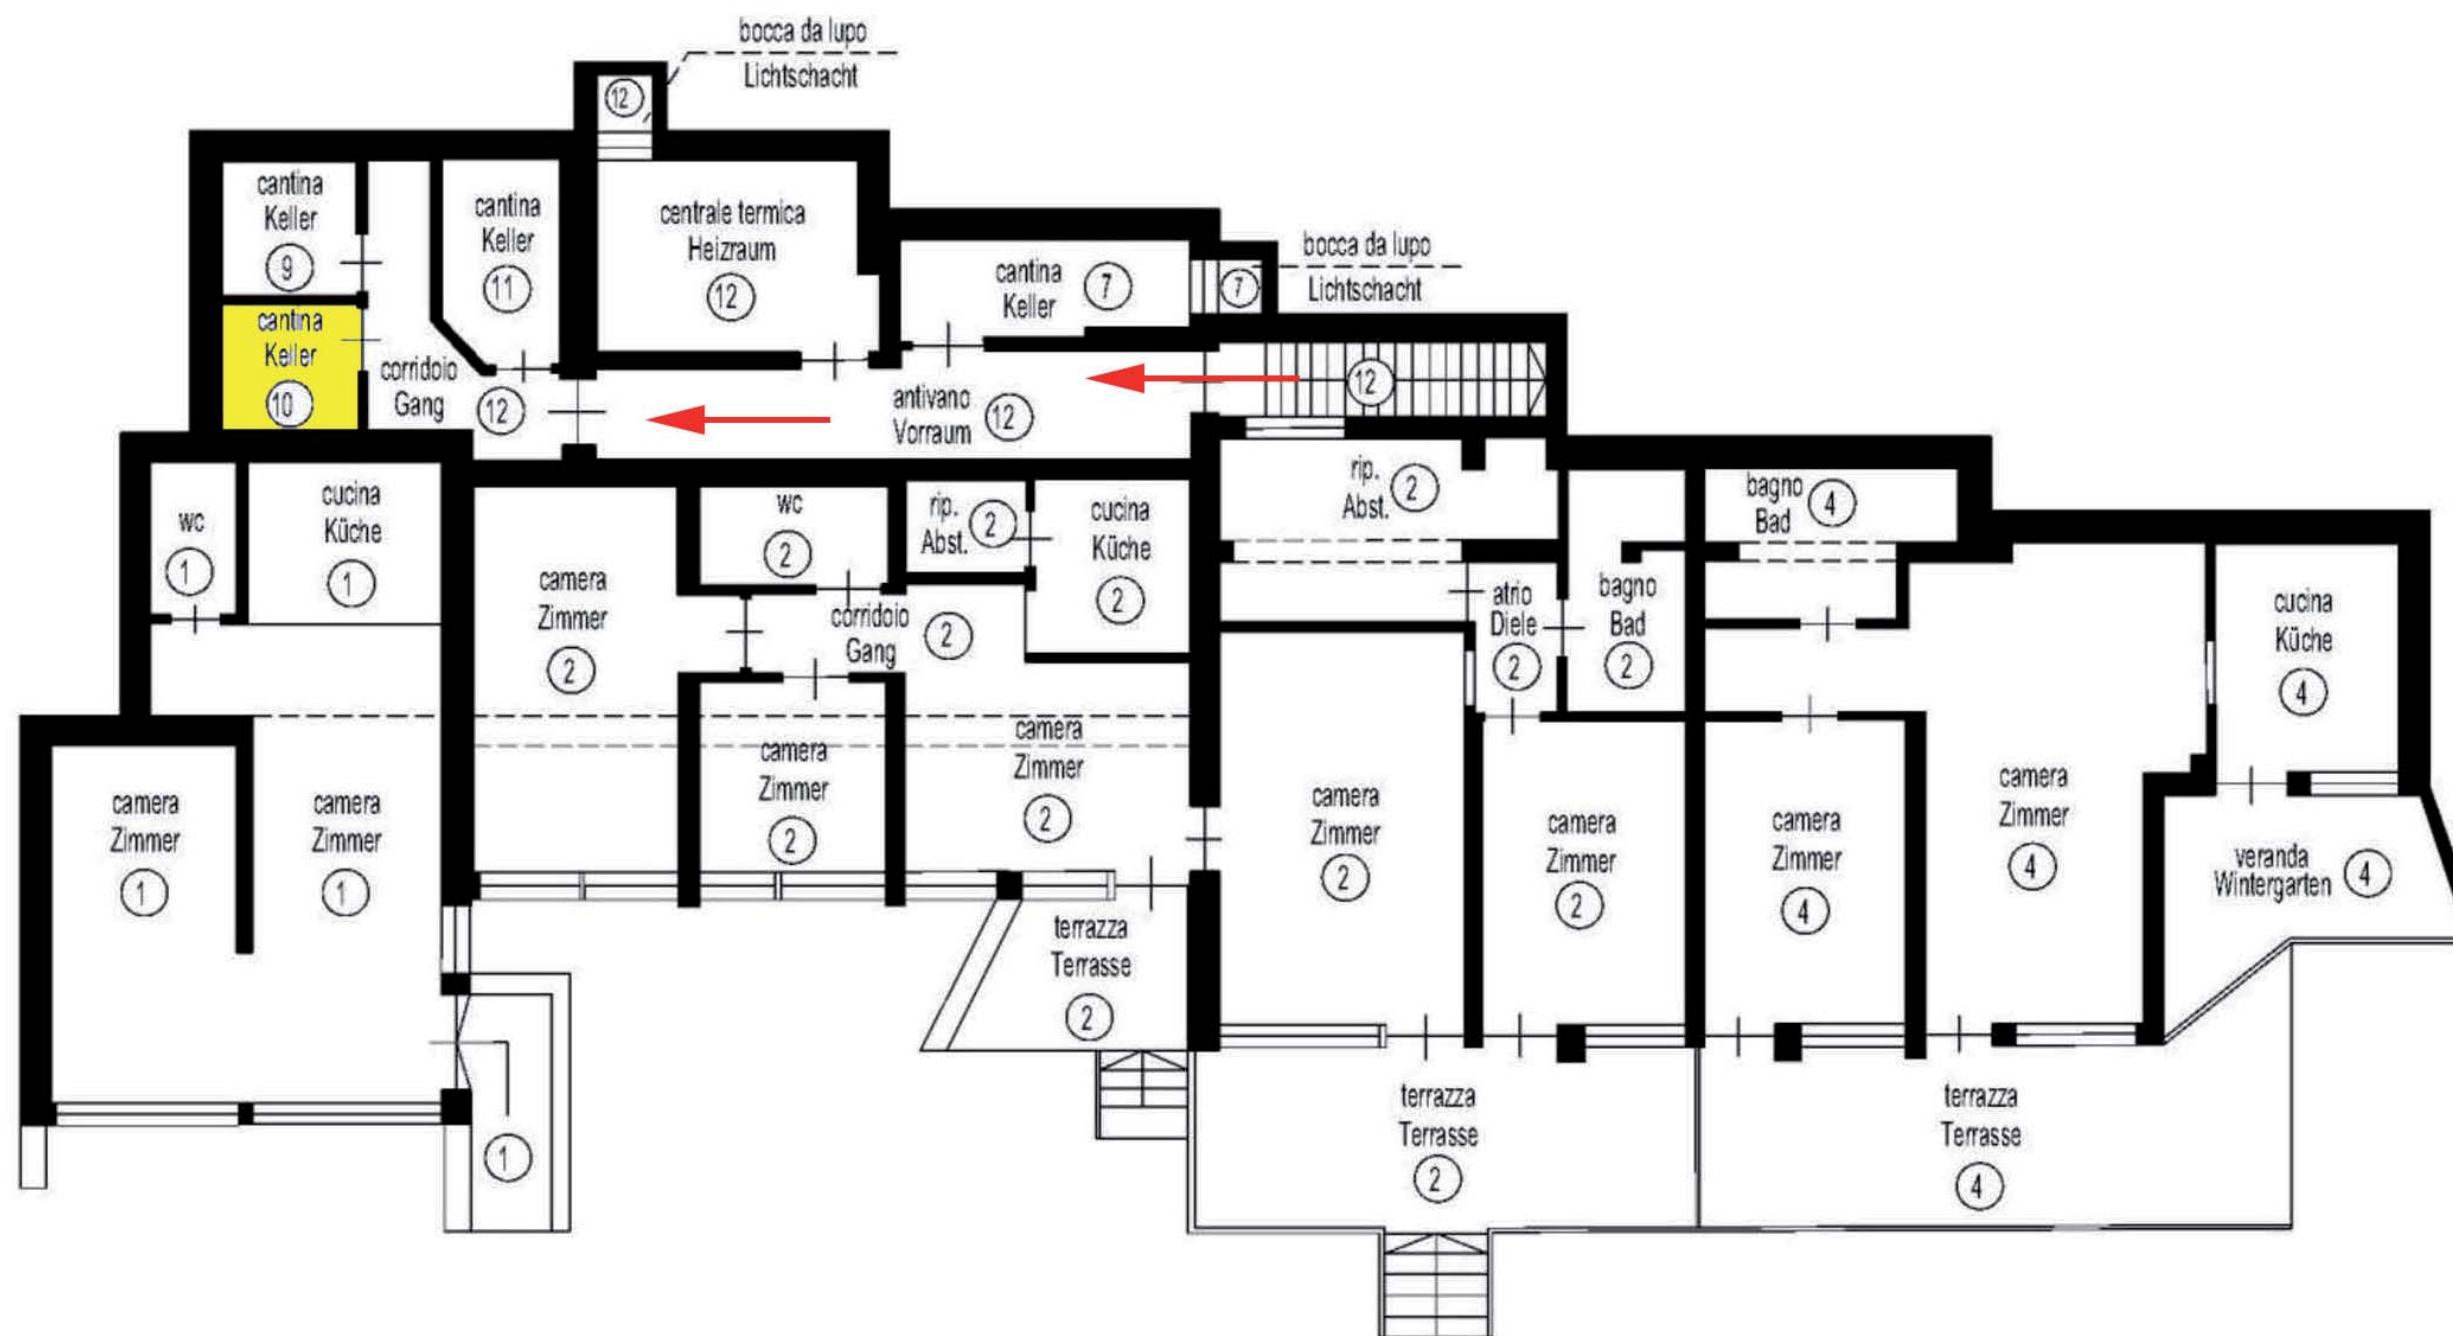 bocca da lupo
Lichtschacht
12
cantina
Keller
9
cantina
Keller
11
centrale termica
Heizraum
12
cantina
Keller
7
bocca da lupo
Lichtschacht
7
cantina
Keller
10
corridoio
Gang
12
antivano
Vorraum
12
12
wc
1
cucina
Küche
1
camera
Zimmer
2
wc
2
rip.
Abst.
2
cucina
Küche
2
corridoio
Gang
2
rip.
Abst.
2
atrio
Diele
2
bagno
Bad
2
bagno
Bad
4
cucina
Küche
4
camera
Zimmer
1
camera
Zimmer
1
camera
Zimmer
2
camera
Zimmer
2
camera
Zimmer
2
camera
Zimmer
2
camera
Zimmer
4
camera
Zimmer
4
veranda
Wintergarten
4
terrazza
Terrasse
2
1
terrazza
Terrasse
2
terrazza
Terrasse
4